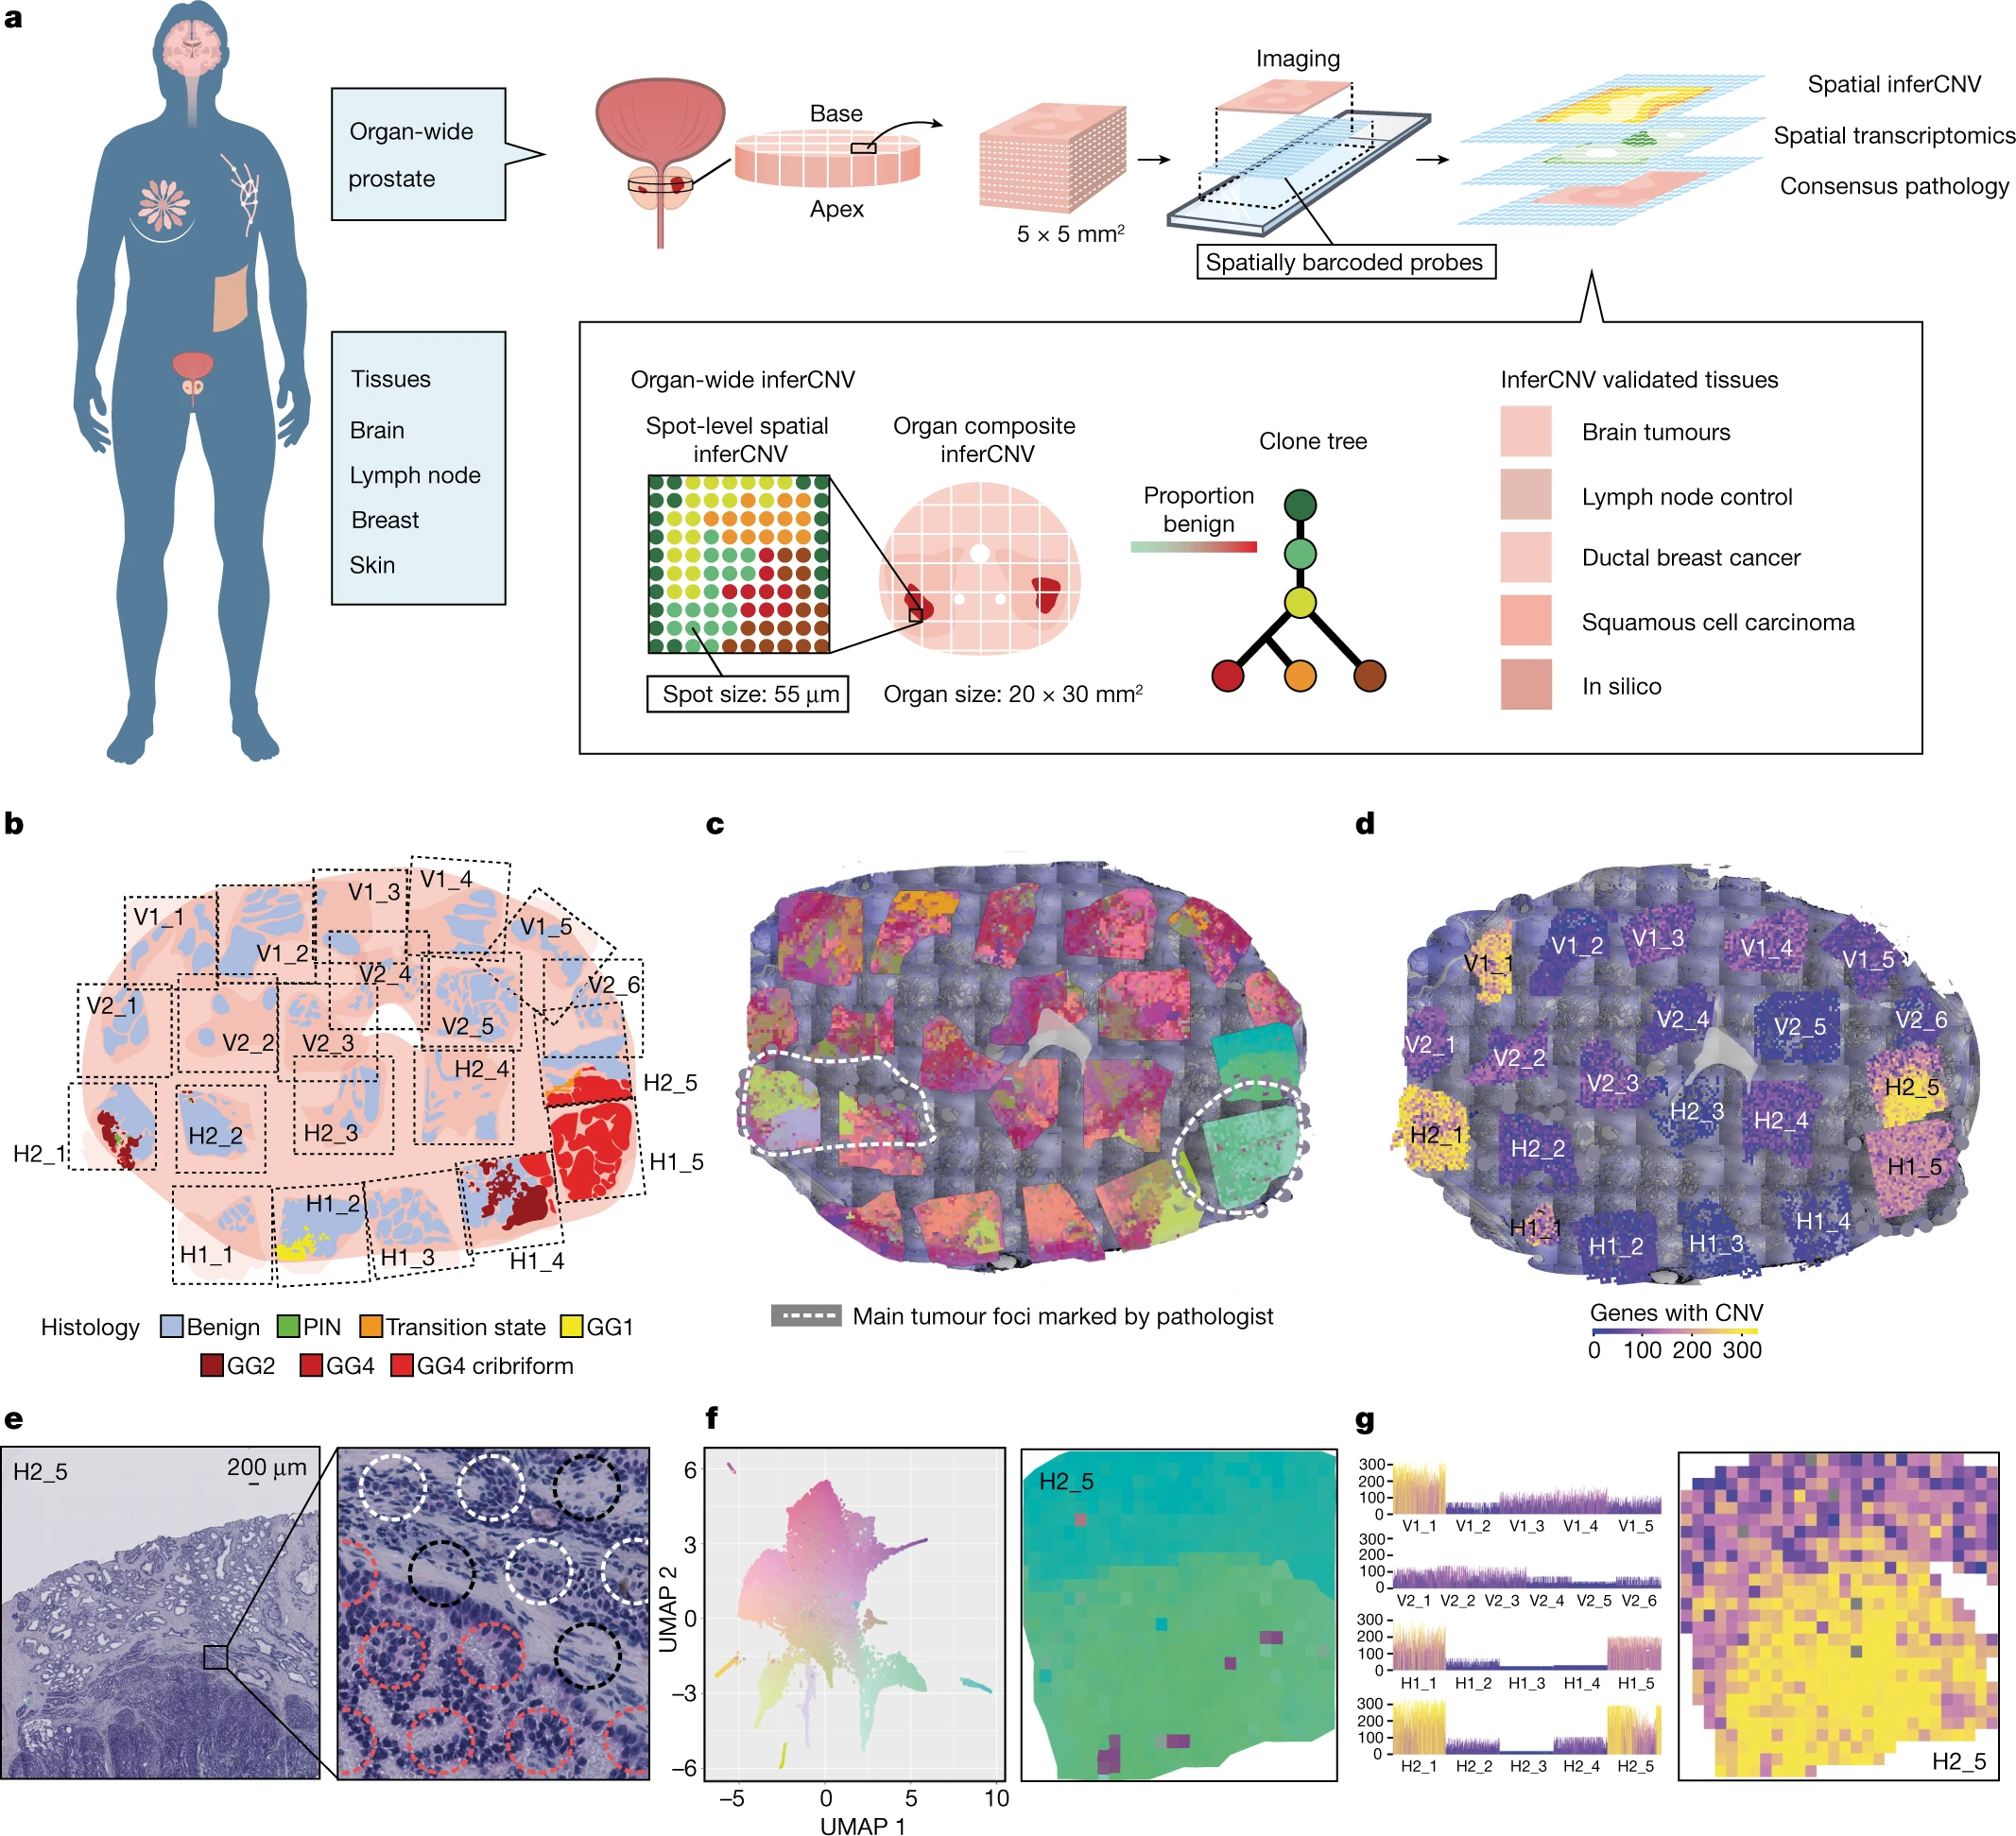 a
Organ-wide
prostate
Base
Apex
5 × 5 mm²
Imaging
Spatially barcoded probes
Spatial inferCNV
Spatial transcriptomics
Consensus pathology
Tissues
Brain
Lymph node
Breast
Skin
Organ-wide inferCNV
Spot-level spatial
inferCNV
Spot size: 55 μm
Organ composite
inferCNV
Organ size: 20 × 30 mm²
Proportion
benign
Clone tree
InferCNV validated tissues
Brain tumours
Lymph node control
Ductal breast cancer
Squamous cell carcinoma
In silico
b
V1_1
V1_2
V1_3
V1_4
V1_5
V2_1
V2_2
V2_3
V2_4
V2_5
V2_6
H2_1
H2_2
H2_3
H2_4
H2_5
H1_1
H1_2
H1_3
H1_4
H1_5
Histology Benign PIN Transition state GG1
GG2 GG4 GG4 cribriform
c
Main tumour foci marked by pathologist
d
V1_1
V1_2
V1_3
V1_4
V1_5
V2_1
V2_2
V2_3
V2_4
V2_5
V2_6
H2_1
H2_2
H2_3
H2_4
H2_5
H1_1
H1_2
H1_3
H1_4
H1_5
Genes with CNV
0 100 200 300
e
H2_5
200 μm
f
UMAP 2
6
3
0
−3
−6
−5 0 5 10
UMAP 1
H2_5
g
300
200
100
0
V1_1 V1_2 V1_3 V1_4 V1_5
300
200
100
0
V2_1 V2_2 V2_3 V2_4 V2_5 V2_6
300
200
100
0
H1_1 H1_2 H1_3 H1_4 H1_5
300
200
100
0
H2_1 H2_2 H2_3 H2_4 H2_5
H2_5